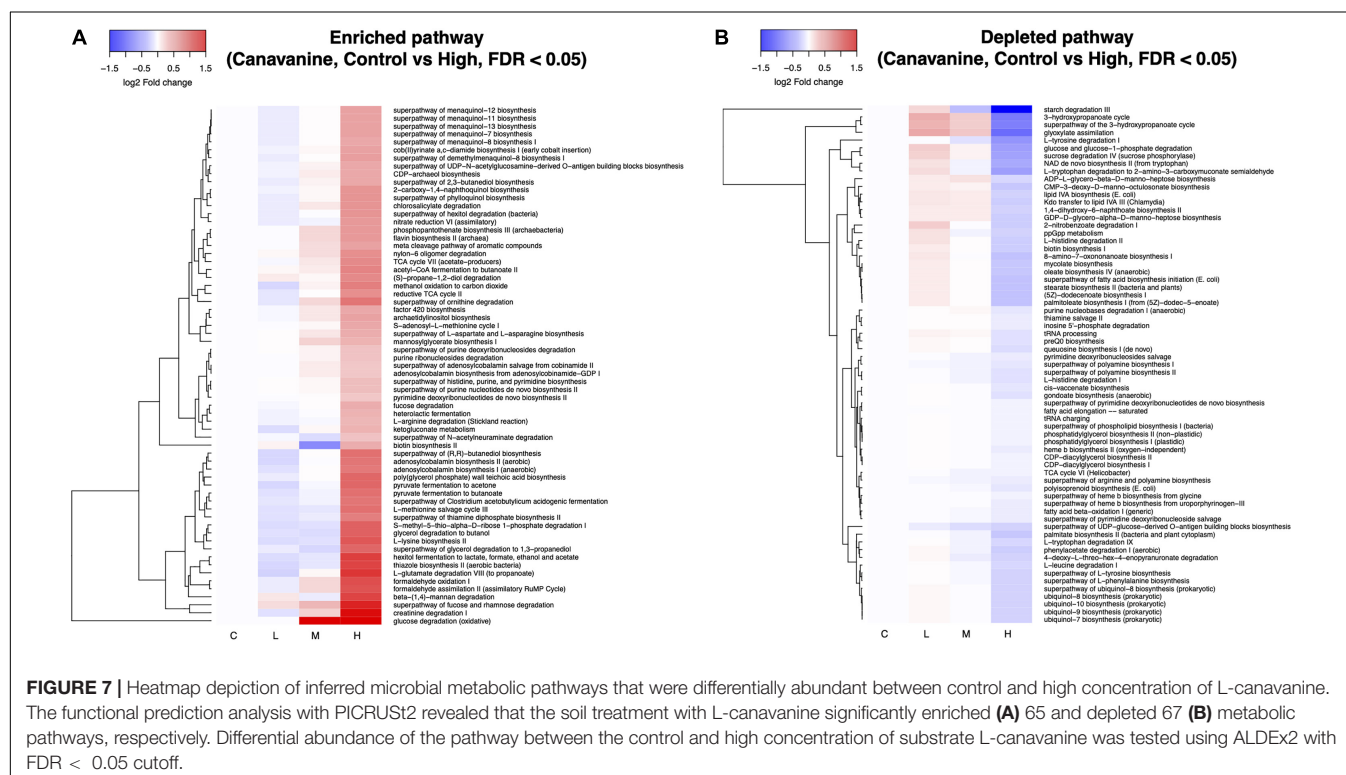 A
Enriched pathway
(Canavanine, Control vs High, FDR < 0.05)
−1.5 −0.5 0.5 1.5
log2 Fold change
superpathway of menaquinol−12 biosynthesis
superpathway of menaquinol−11 biosynthesis
superpathway of menaquinol−13 biosynthesis
superpathway of menaquinol−7 biosynthesis
superpathway of menaquinol−8 biosynthesis I
cob(II)yrinate a,c−diamide biosynthesis I (early cobalt insertion)
superpathway of demethylmenaquinol−8 biosynthesis I
superpathway of UDP−N−acetylglucosamine−derived O−antigen building blocks biosynthesis
CDP−archaeol biosynthesis
superpathway of 2,3−butanediol biosynthesis
2−carboxy−1,4−naphthoquinol biosynthesis
superpathway of phylloquinol biosynthesis
chlorosalicylate degradation
superpathway of hexitol degradation (bacteria)
nitrate reduction VI (assimilatory)
phosphopantothenate biosynthesis III (archaebacteria)
flavin biosynthesis II (archaea)
meta cleavage pathway of aromatic compounds
nylon−6 oligomer degradation
TCA cycle VII (acetate−producers)
acetyl−CoA fermentation to butanoate II
(S)−propane−1,2−diol degradation
methanol oxidation to carbon dioxide
reductive TCA cycle II
superpathway of ornithine degradation
factor 420 biosynthesis
archaetidylinositol biosynthesis
S−adenosyl−L−methionine cycle I
superpathway of L−aspartate and L−asparagine biosynthesis
mannosylglycerate biosynthesis I
superpathway of purine deoxyribonucleosides degradation
purine ribonucleosides degradation
superpathway of adenosylcobalamin salvage from cobinamide II
adenosylcobalamin biosynthesis from adenosylcobinamide−GDP I
superpathway of histidine, purine, and pyrimidine biosynthesis
superpathway of purine nucleotides de novo biosynthesis II
pyrimidine deoxyribonucleotides de novo biosynthesis II
fucose degradation
heterolactic fermentation
L−arginine degradation (Stickland reaction)
ketogluconate metabolism
superpathway of N−acetylneuraminate degradation
biotin biosynthesis II
superpathway of (R,R)−butanediol biosynthesis
adenosylcobalamin biosynthesis II (aerobic)
adenosylcobalamin biosynthesis I (anaerobic)
poly(glycerol phosphate) wall teichoic acid biosynthesis
pyruvate fermentation to acetone
pyruvate fermentation to butanoate
superpathway of Clostridium acetobutylicum acidogenic fermentation
L−methionine salvage cycle III
superpathway of thiamine diphosphate biosynthesis II
S−methyl−5−thio−alpha−D−ribose 1−phosphate degradation I
glycerol degradation to butanol
L−lysine biosynthesis II
superpathway of glycerol degradation to 1,3−propanediol
hexitol fermentation to lactate, formate, ethanol and acetate
thiazole biosynthesis II (aerobic bacteria)
L−glutamate degradation VIII (to propanoate)
formaldehyde oxidation I
formaldehyde assimilation II (assimilatory RuMP Cycle)
beta−(1,4)−mannan degradation
superpathway of fucose and rhamnose degradation
creatinine degradation I
glucose degradation (oxidative)
C L M H
B
Depleted pathway
(Canavanine, Control vs High, FDR < 0.05)
−1.5 −0.5 0.5 1.5
log2 Fold change
starch degradation III
3−hydroxypropanoate cycle
superpathway of the 3−hydroxypropanoate cycle
glyoxylate assimilation
L−tyrosine degradation I
glucose and glucose−1−phosphate degradation
sucrose degradation IV (sucrose phosphorylase)
NAD de novo biosynthesis II (from tryptophan)
L−tryptophan degradation to 2−amino−3−carboxymuconate semialdehyde
ADP−L−glycero−beta−D−manno−heptose biosynthesis
CMP−3−deoxy−D−manno−octulosonate biosynthesis
lipid IVA biosynthesis (E. coli)
Kdo transfer to lipid IVA III (Chlamydia)
1,4−dihydroxy−6−naphthoate biosynthesis II
GDP−D−glycero−alpha−D−manno−heptose biosynthesis
2−nitrobenzoate degradation I
ppGpp metabolism
L−histidine degradation II
biotin biosynthesis I
8−amino−7−oxononanoate biosynthesis I
mycolate biosynthesis
oleate biosynthesis IV (anaerobic)
superpathway of fatty acid biosynthesis initiation (E. coli)
stearate biosynthesis II (bacteria and plants)
(5Z)−dodecenoate biosynthesis I
palmitoleate biosynthesis I (from (5Z)−dodec−5−enoate)
purine nucleobases degradation I (anaerobic)
thiamine salvage II
inosine 5'−phosphate degradation
tRNA processing
preQ0 biosynthesis
queuosine biosynthesis I (de novo)
pyrimidine deoxyribonucleosides salvage
superpathway of polyamine biosynthesis I
superpathway of polyamine biosynthesis II
L−histidine degradation I
cis−vaccenate biosynthesis
gondoate biosynthesis (anaerobic)
superpathway of pyrimidine deoxyribonucleotides de novo biosynthesis
fatty acid elongation −− saturated
tRNA charging
superpathway of phospholipid biosynthesis I (bacteria)
phosphatidylglycerol biosynthesis II (non−plastidic)
phosphatidylglycerol biosynthesis I (plastidic)
heme b biosynthesis II (oxygen−independent)
CDP−diacylglycerol biosynthesis II
CDP−diacylglycerol biosynthesis I
TCA cycle VI (Helicobacter)
superpathway of arginine and polyamine biosynthesis
polyisoprenoid biosynthesis (E. coli)
superpathway of heme b biosynthesis from glycine
superpathway of heme b biosynthesis from uroporphyrinogen−III
fatty acid beta−oxidation I (generic)
superpathway of pyrimidine deoxyribonucleoside salvage
superpathway of UDP−glucose−derived O−antigen building blocks biosynthesis
palmitate biosynthesis II (bacteria and plant cytoplasm)
L−tryptophan degradation IX
phenylacetate degradation I (aerobic)
4−deoxy−L−threo−hex−4−enopyranuronate degradation
L−leucine degradation I
superpathway of L−tyrosine biosynthesis
superpathway of L−phenylalanine biosynthesis
superpathway of ubiquinol−8 biosynthesis (prokaryotic)
ubiquinol−8 biosynthesis (prokaryotic)
ubiquinol−10 biosynthesis (prokaryotic)
ubiquinol−9 biosynthesis (prokaryotic)
ubiquinol−7 biosynthesis (prokaryotic)
C L M H
FIGURE 7 | Heatmap depiction of inferred microbial metabolic pathways that were differentially abundant between control and high concentration of L-canavanine.
The functional prediction analysis with PICRUSt2 revealed that the soil treatment with L-canavanine significantly enriched (A) 65 and depleted 67 (B) metabolic
pathways, respectively. Differential abundance of the pathway between the control and high concentration of substrate L-canavanine was tested using ALDEx2 with
FDR < 0.05 cutoff.